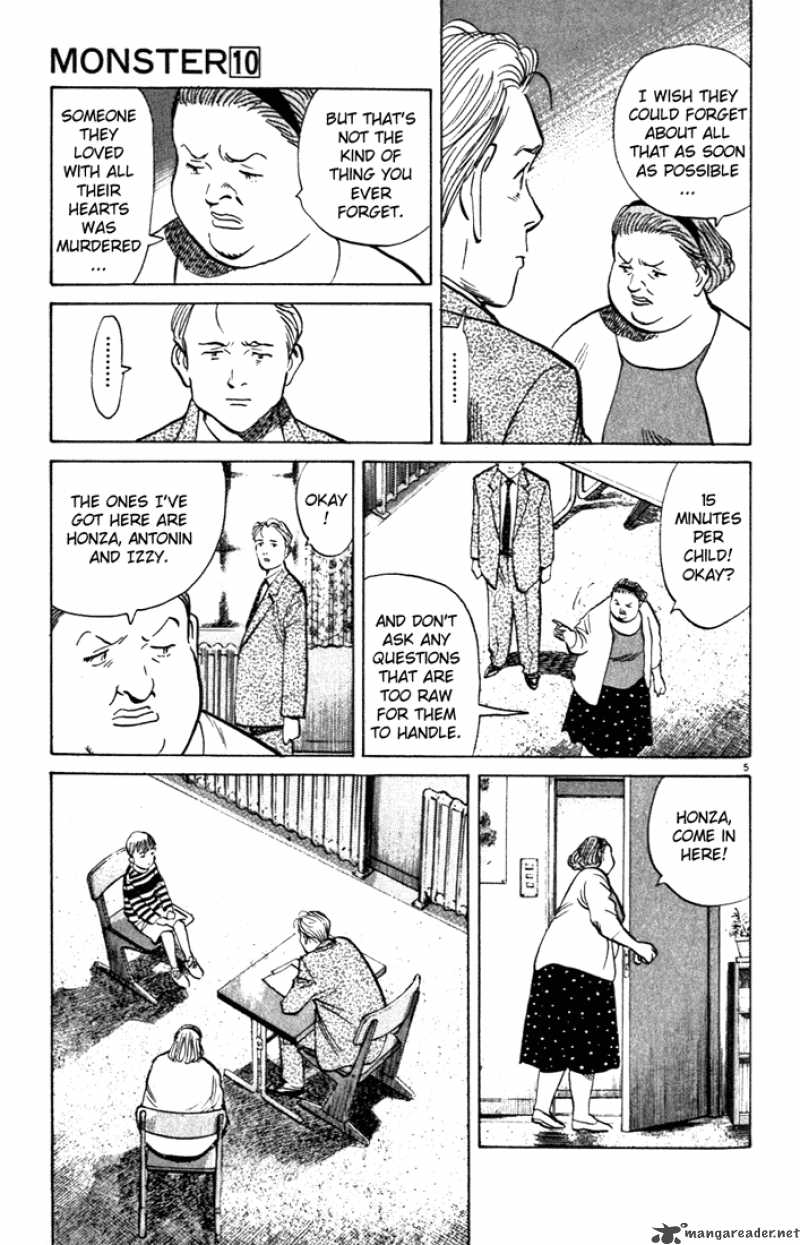 MONSTER 10
I WISH THEY
COULD FORGET
ABOUT ALL
THAT AS SOON
AS POSSIBLE
...
BUT THAT'S
NOT THE
KIND OF
THING YOU
EVER
FORGET.
SOMEONE
THEY
LOVED
WITH ALL
THEIR
HEARTS
WAS
MURDERED
...
.......
.......
15
MINUTES
PER
CHILD!
OKAY?
AND DON'T
ASK ANY
QUESTIONS
THAT ARE
TOO RAW
FOR THEM
TO HANDLE.
OKAY
!
THE ONES I'VE
GOT HERE ARE
HONZA, ANTONIN
AND IZZY.
5
HONZA,
COME IN
HERE!
mangareader.net